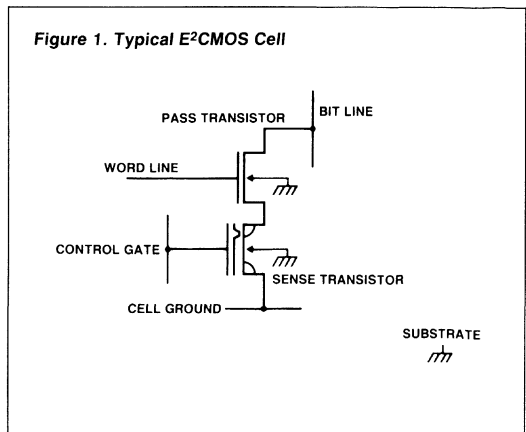 Figure 1. Typical E²CMOS Cell
BIT LINE
PASS TRANSISTOR
WORD LINE
CONTROL GATE
SENSE TRANSISTOR
CELL GROUND
SUBSTRATE